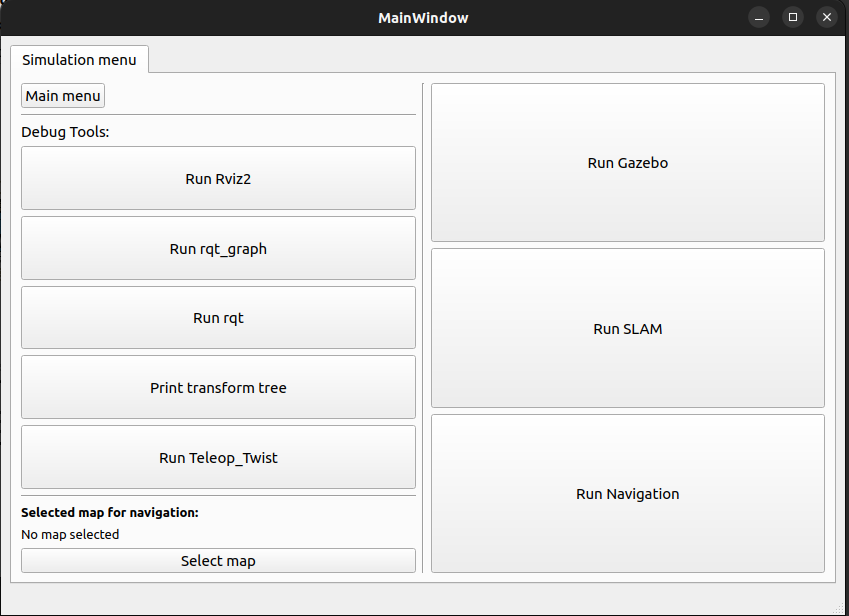 MainWindow
Simulation menu
Main menu
Debug Tools:
Run Rviz2
Run rqt_graph
Run rqt
Print transform tree
Run Teleop_Twist
Selected map for navigation:
No map selected
Select map
Run Gazebo
Run SLAM
Run Navigation